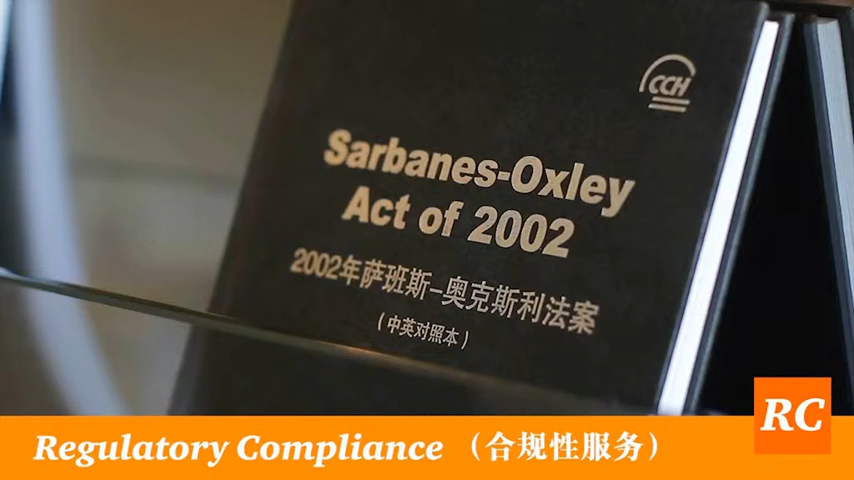 CCH
Sarbanes-Oxley
Act of 2002
2002年萨班斯-奥克斯利法案
（中英对照本）
RC
Regulatory Compliance （合规性服务）